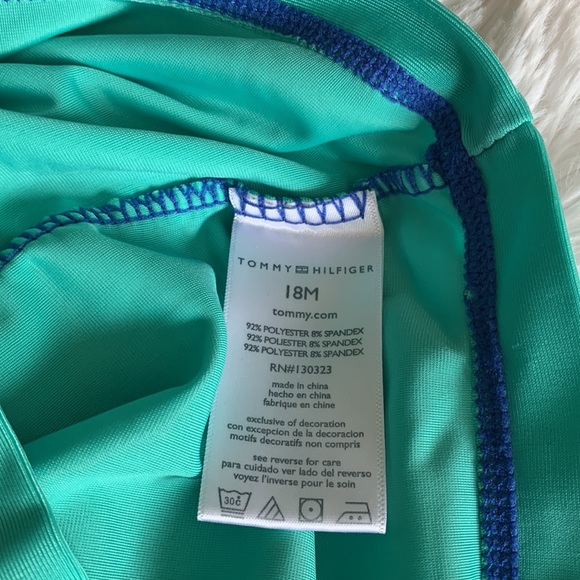 TOMMY HILFIGER
18M
tommy.com
92% POLYESTER 8% SPANDEX
92% POLIESTER 8% SPANDEX
92% POLYESTER 8% SPANDEX
RN#130323
made in china
hecho en china
fabrique en chine
exclusive of decoration
con excepcion de la decoracion
motifs decoratifs non compris
see reverse for care
para cuidado ver lado del reverso
voyez l'inverse pour le soin
30c